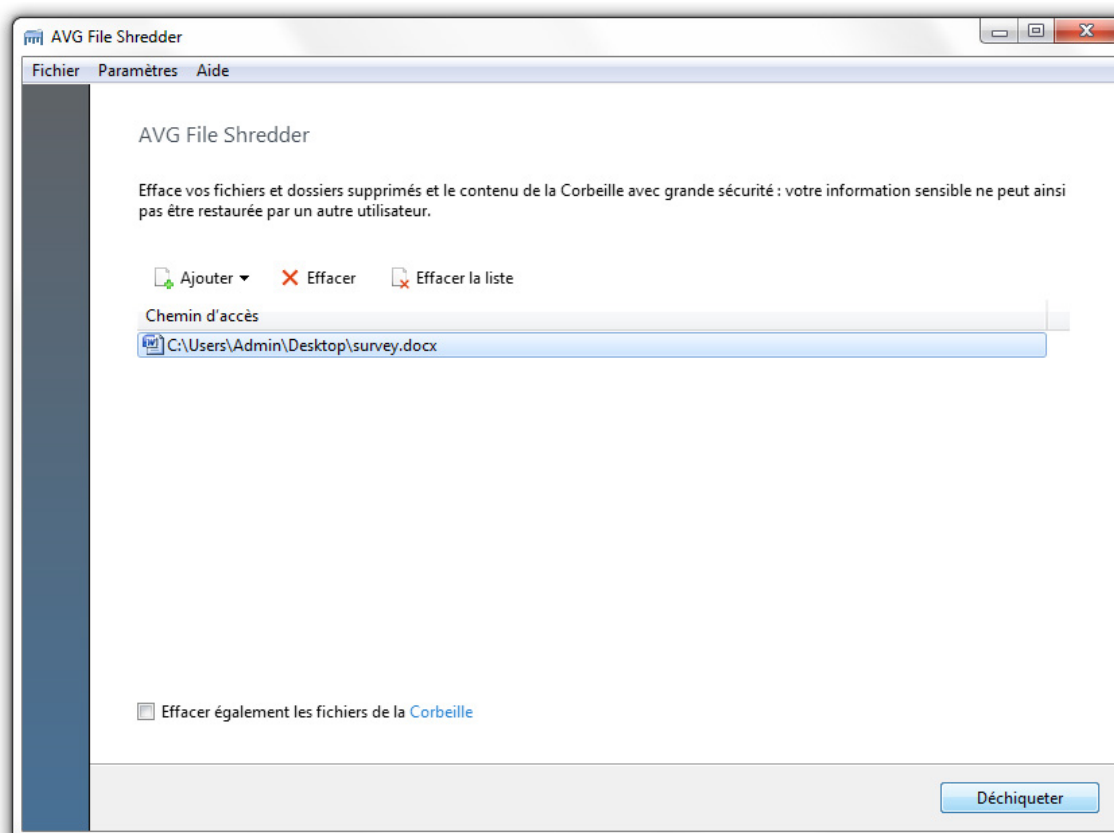 AVG File Shredder
Fichier Paramètres Aide
AVG File Shredder
Efface vos fichiers et dossiers supprimés et le contenu de la Corbeille avec grande sécurité : votre information sensible ne peut ainsi
pas être restaurée par un autre utilisateur.
Ajouter Effacer Effacer la liste
Chemin d'accès
C:\Users\Admin\Desktop\survey.docx
Effacer également les fichiers de la Corbeille
Déchiqueter